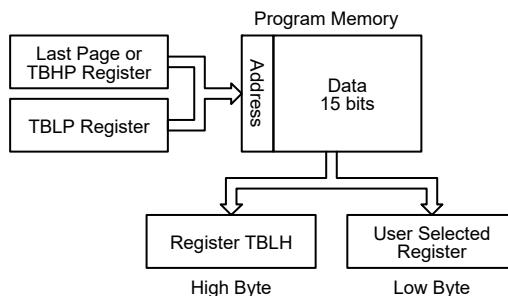 Program Memory
Last Page or
TBHP Register
TBLP Register
Address
Data
15 bits
Register TBLH
User Selected
Register
High Byte
Low Byte